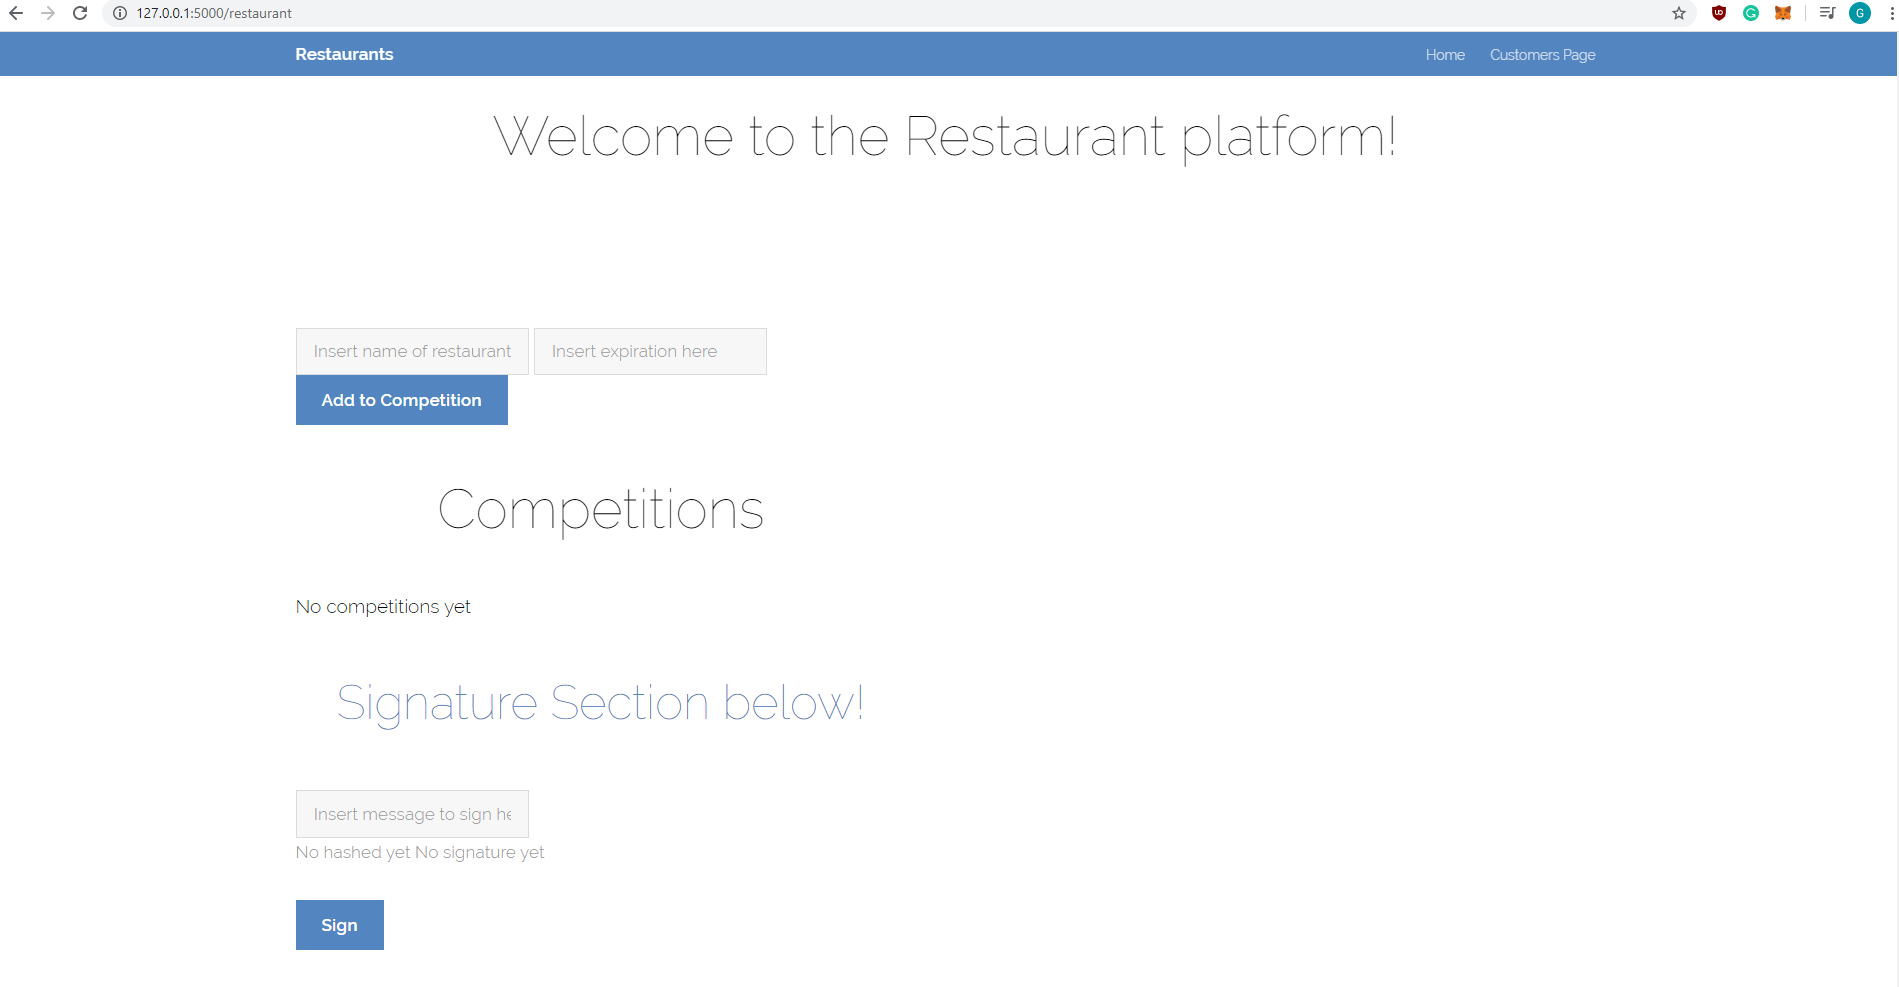 127.0.0.1:5000/restaurant
G
Restaurants Home Customers Page
Welcome to the Restaurant platform!
Insert name of restaurant Insert expiration here
Add to Competition
Competitions
No competitions yet
Signature Section below!
Insert message to sign he
No hashed yet No signature yet
Sign